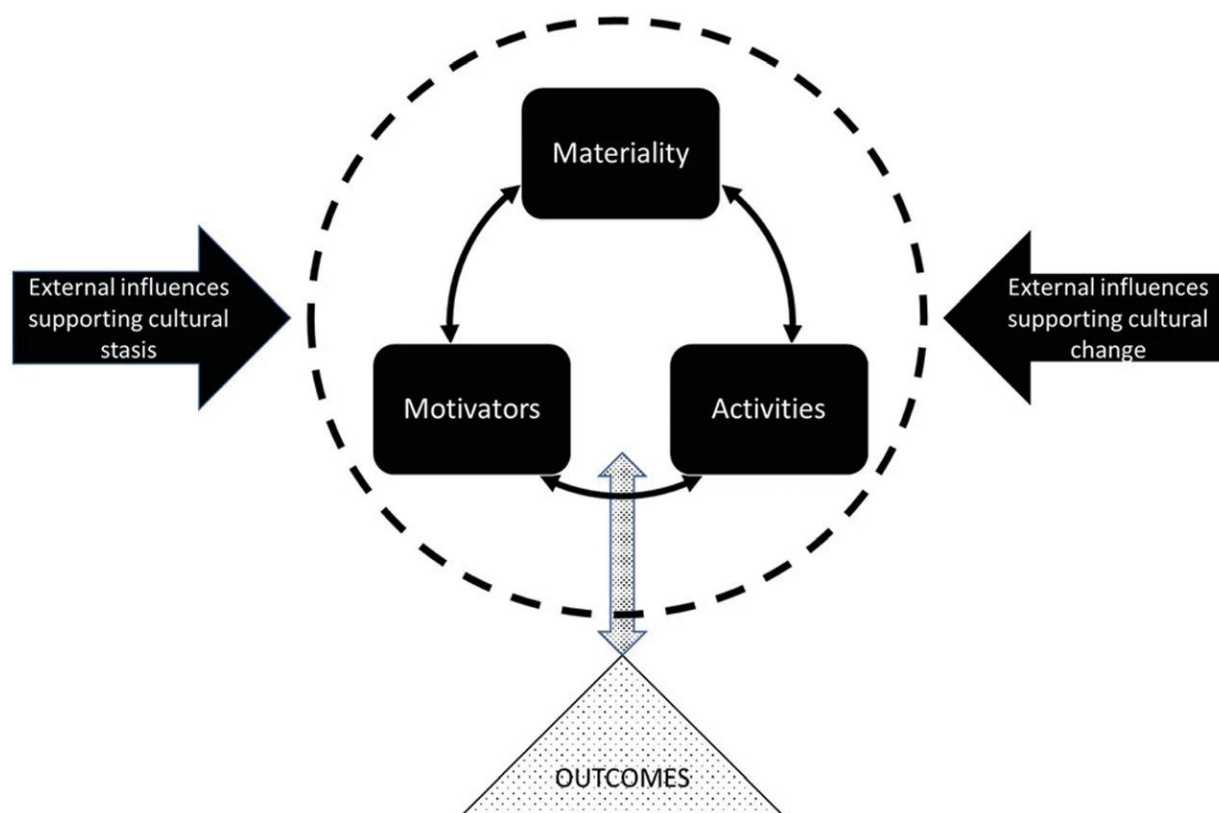 Materiality
External influences
supporting cultural
stasis
External influences
supporting cultural
change
Motivators
Activities
OUTCOMES